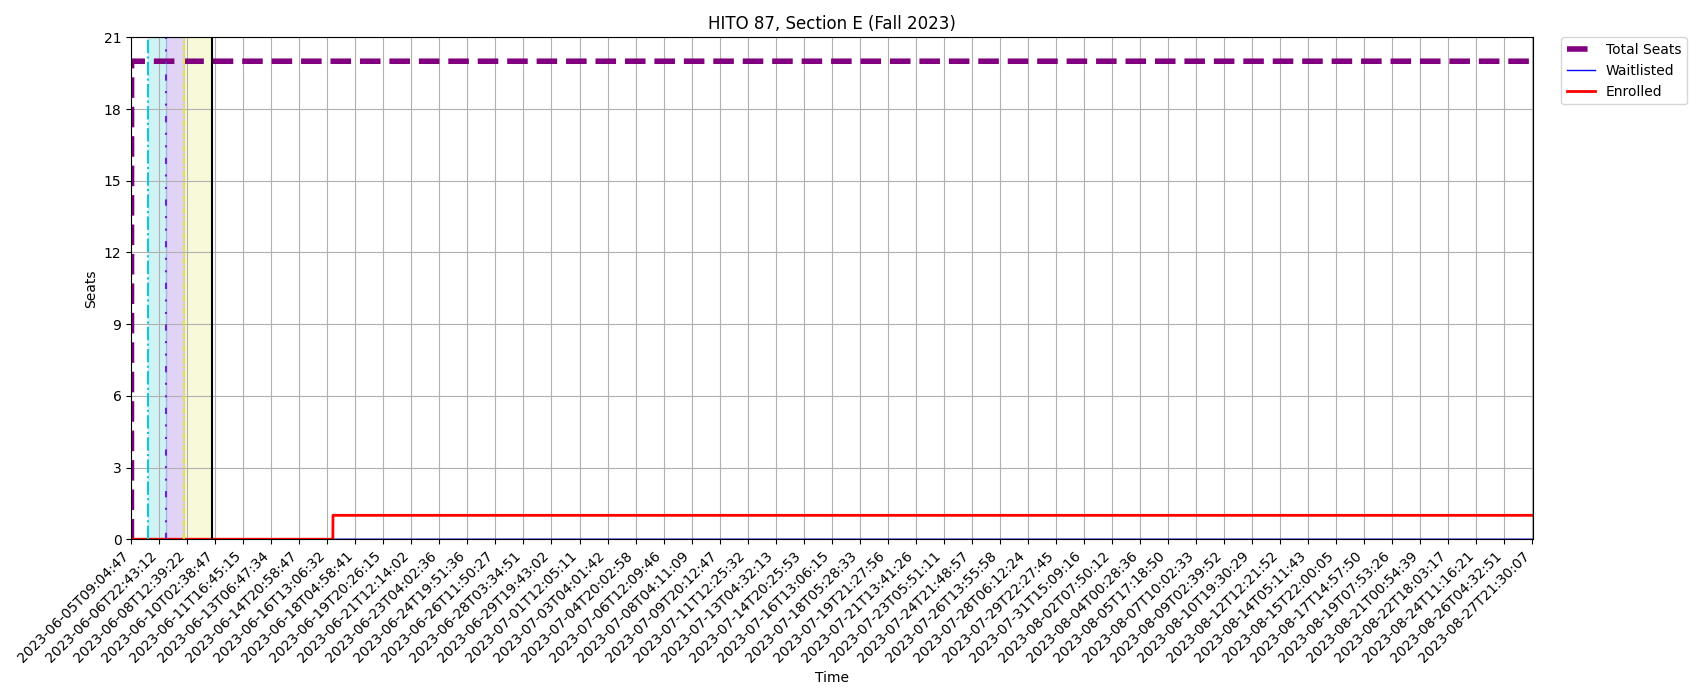 HITO 87, Section E (Fall 2023)
Total Seats
Waitlisted
Enrolled
Seats
21
18
15
12
9
6
3
0
2023-06-05T09:04:47
2023-06-06T22:43:12
2023-06-08T12:39:22
2023-06-10T02:38:47
2023-06-11T16:45:15
2023-06-13T06:47:34
2023-06-14T20:58:47
2023-06-16T13:06:32
2023-06-18T04:58:41
2023-06-19T20:26:15
2023-06-21T12:14:02
2023-06-23T04:02:36
2023-06-24T19:51:36
2023-06-26T11:50:27
2023-06-28T03:34:51
2023-06-29T19:43:02
2023-07-01T12:05:11
2023-07-03T04:01:42
2023-07-04T20:02:58
2023-07-06T12:09:46
2023-07-08T04:11:09
2023-07-09T20:12:47
2023-07-11T12:25:32
2023-07-13T04:32:13
2023-07-14T20:25:53
2023-07-16T13:06:15
2023-07-18T05:28:33
2023-07-19T21:27:56
2023-07-21T13:41:26
2023-07-23T05:51:11
2023-07-24T21:48:57
2023-07-26T13:55:58
2023-07-28T06:12:24
2023-07-29T22:27:45
2023-07-31T15:09:16
2023-08-02T07:50:12
2023-08-04T00:28:36
2023-08-05T17:18:50
2023-08-07T10:02:33
2023-08-09T02:39:52
2023-08-10T19:30:29
2023-08-12T12:21:52
2023-08-14T05:11:43
2023-08-15T22:00:05
2023-08-17T14:57:50
2023-08-19T07:53:26
2023-08-21T00:54:39
2023-08-22T18:03:17
2023-08-24T11:16:21
2023-08-26T04:32:51
2023-08-27T21:30:07
Time